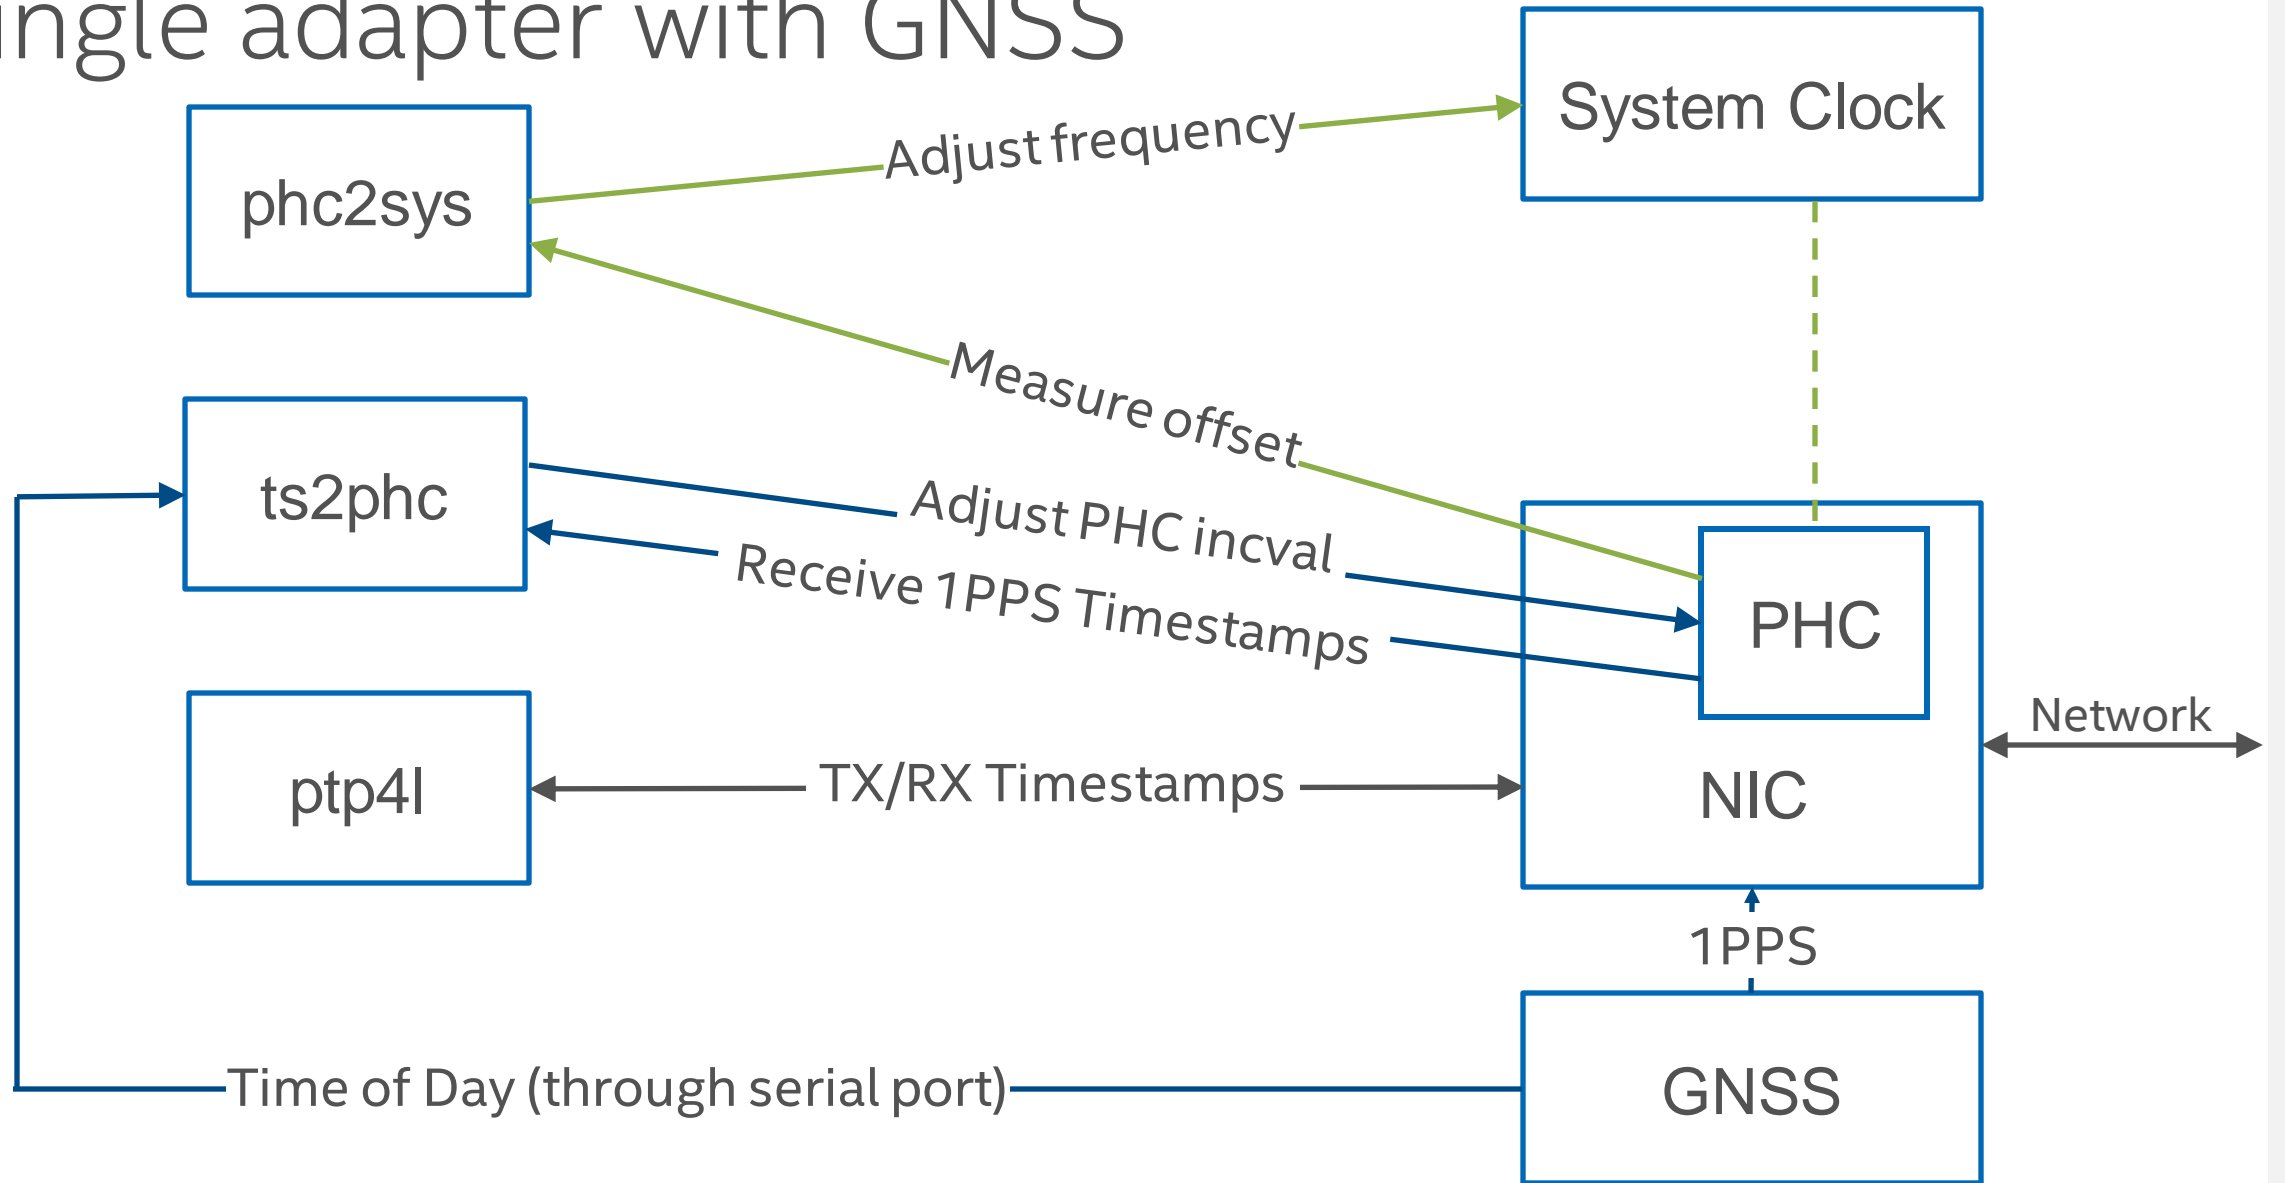 ingle adapter with GNSS
System Clock
Adjust frequency
phc2sys
Measure offset
ts2phc
Adjust PHC incval
Receive 1PPS Timestamps
PHC
Network
ptp4l
TX/RX Timestamps
NIC
1PPS
Time of Day (through serial port)
GNSS